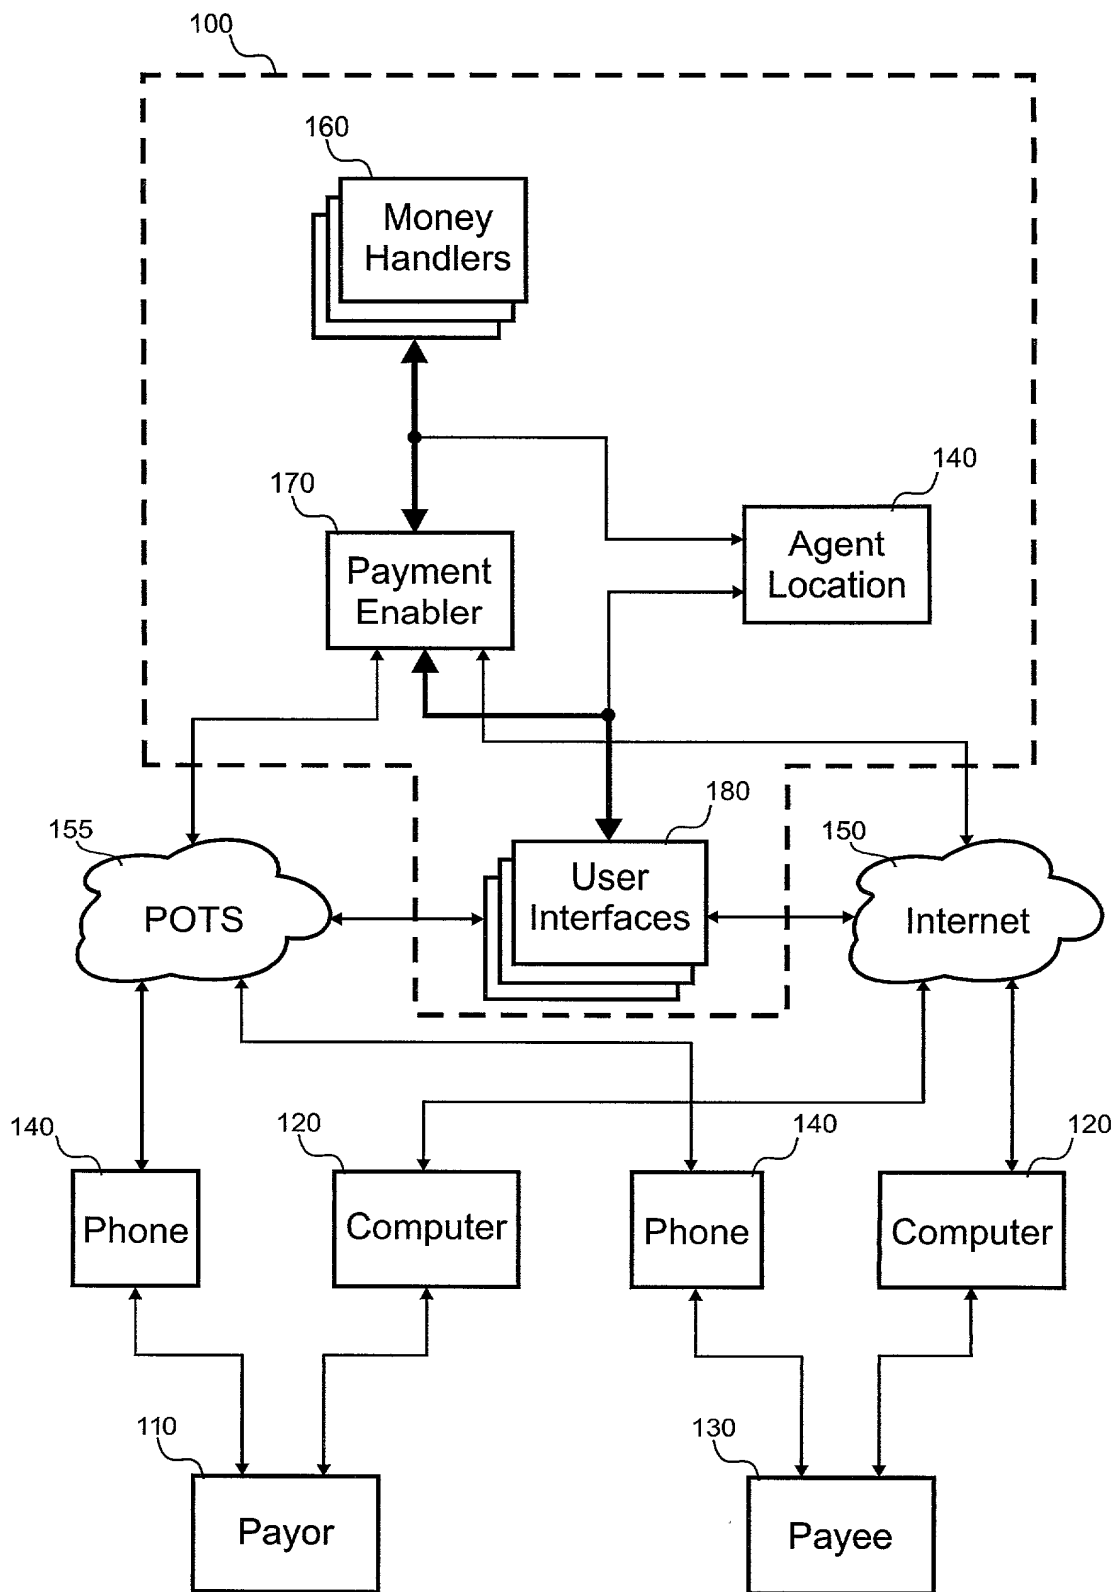 100
160
Money
Handlers
140
170
Agent
Location
Payment
Enabler
180
155
150
User
Interfaces
POTS
Internet
140
120
140
120
Phone
Computer
Phone
Computer
110
130
Payor
Payee